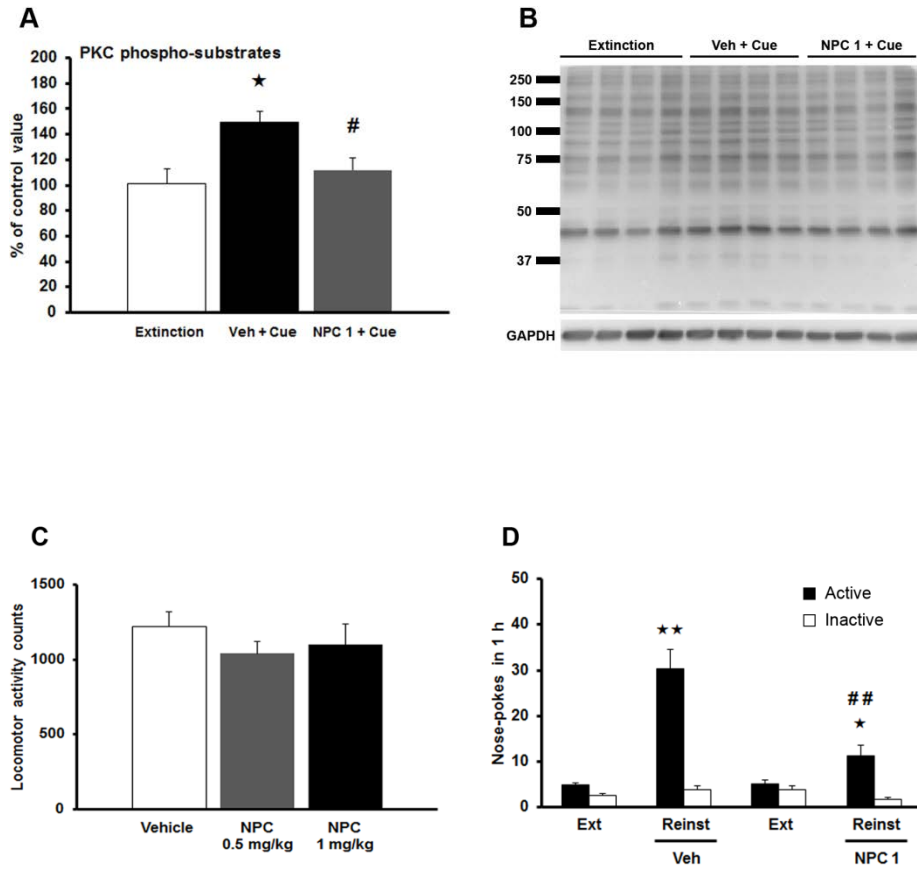 A
PKC phospho-substrates
% of control value
200
180
160
140
120
100
80
60
40
20
0
★
#
Extinction
Veh + Cue
NPC 1 + Cue
B
Extinction
Veh + Cue
NPC 1 + Cue
250
150
100
75
50
37
GAPDH
C
Locomotor activity counts
1500
1000
500
0
Vehicle
NPC
0.5 mg/kg
NPC
1 mg/kg
D
Nose-pokes in 1 h
50
40
30
20
10
0
Active
Inactive
★★
##
★
Ext
Reinst
Ext
Reinst
Veh
NPC 1